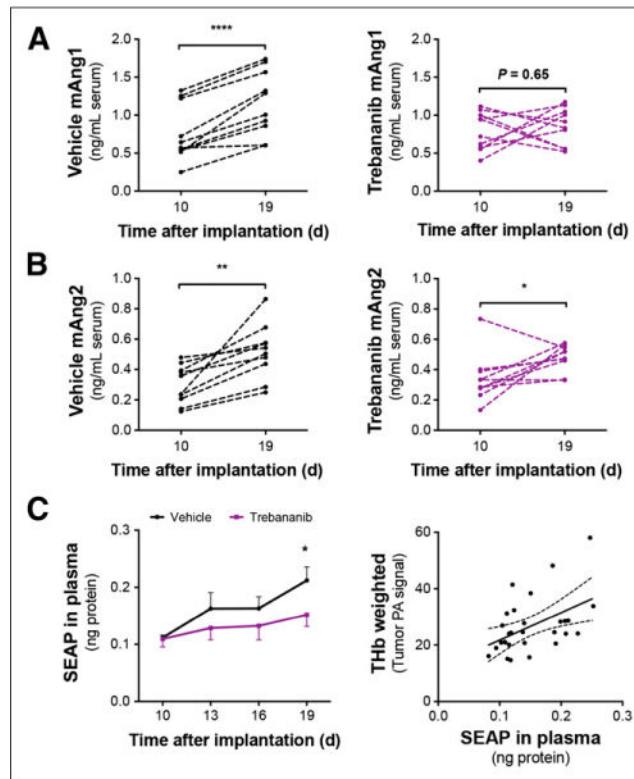 A
Vehicle mAng1
(ng/mL serum)
2.0
1.5
1.0
0.5
0.0
****
10
19
Time after implantation (d)
Trebananib mAng1
(ng/mL serum)
2.0
1.5
1.0
0.5
0.0
P = 0.65
10
19
Time after implantation (d)
B
Vehicle mAng2
(ng/mL serum)
1.0
0.8
0.6
0.4
0.2
0.0
**
10
19
Time after implantation (d)
Trebananib mAng2
(ng/mL serum)
1.0
0.8
0.6
0.4
0.2
0.0
*
10
19
Time after implantation (d)
C
SEAP in plasma
(ng protein)
0.3
0.2
0.1
0.0
Vehicle
Trebananib
*
10
13
16
19
Time after implantation (d)
THb weighted
(Tumor PA signal)
60
40
20
0
0.0
0.1
0.2
0.3
SEAP in plasma
(ng protein)